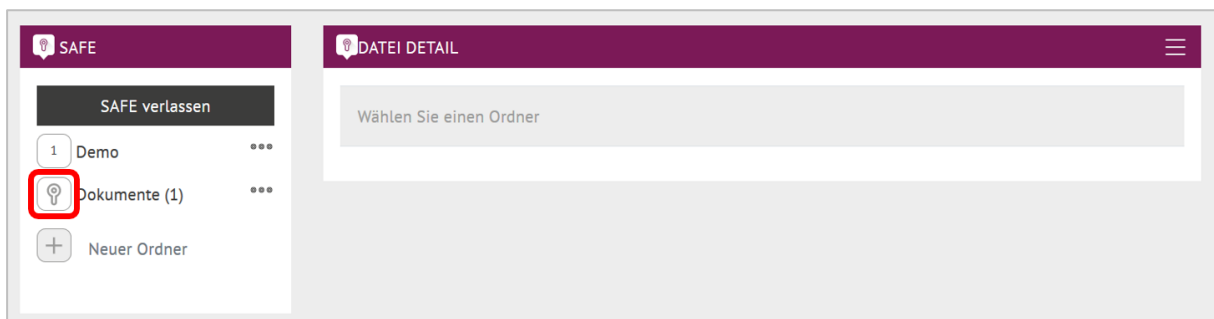 SAFE
SAFE verlassen
1 Demo
Dokumente (1)
Neuer Ordner
DATEI DETAIL
Wählen Sie einen Ordner